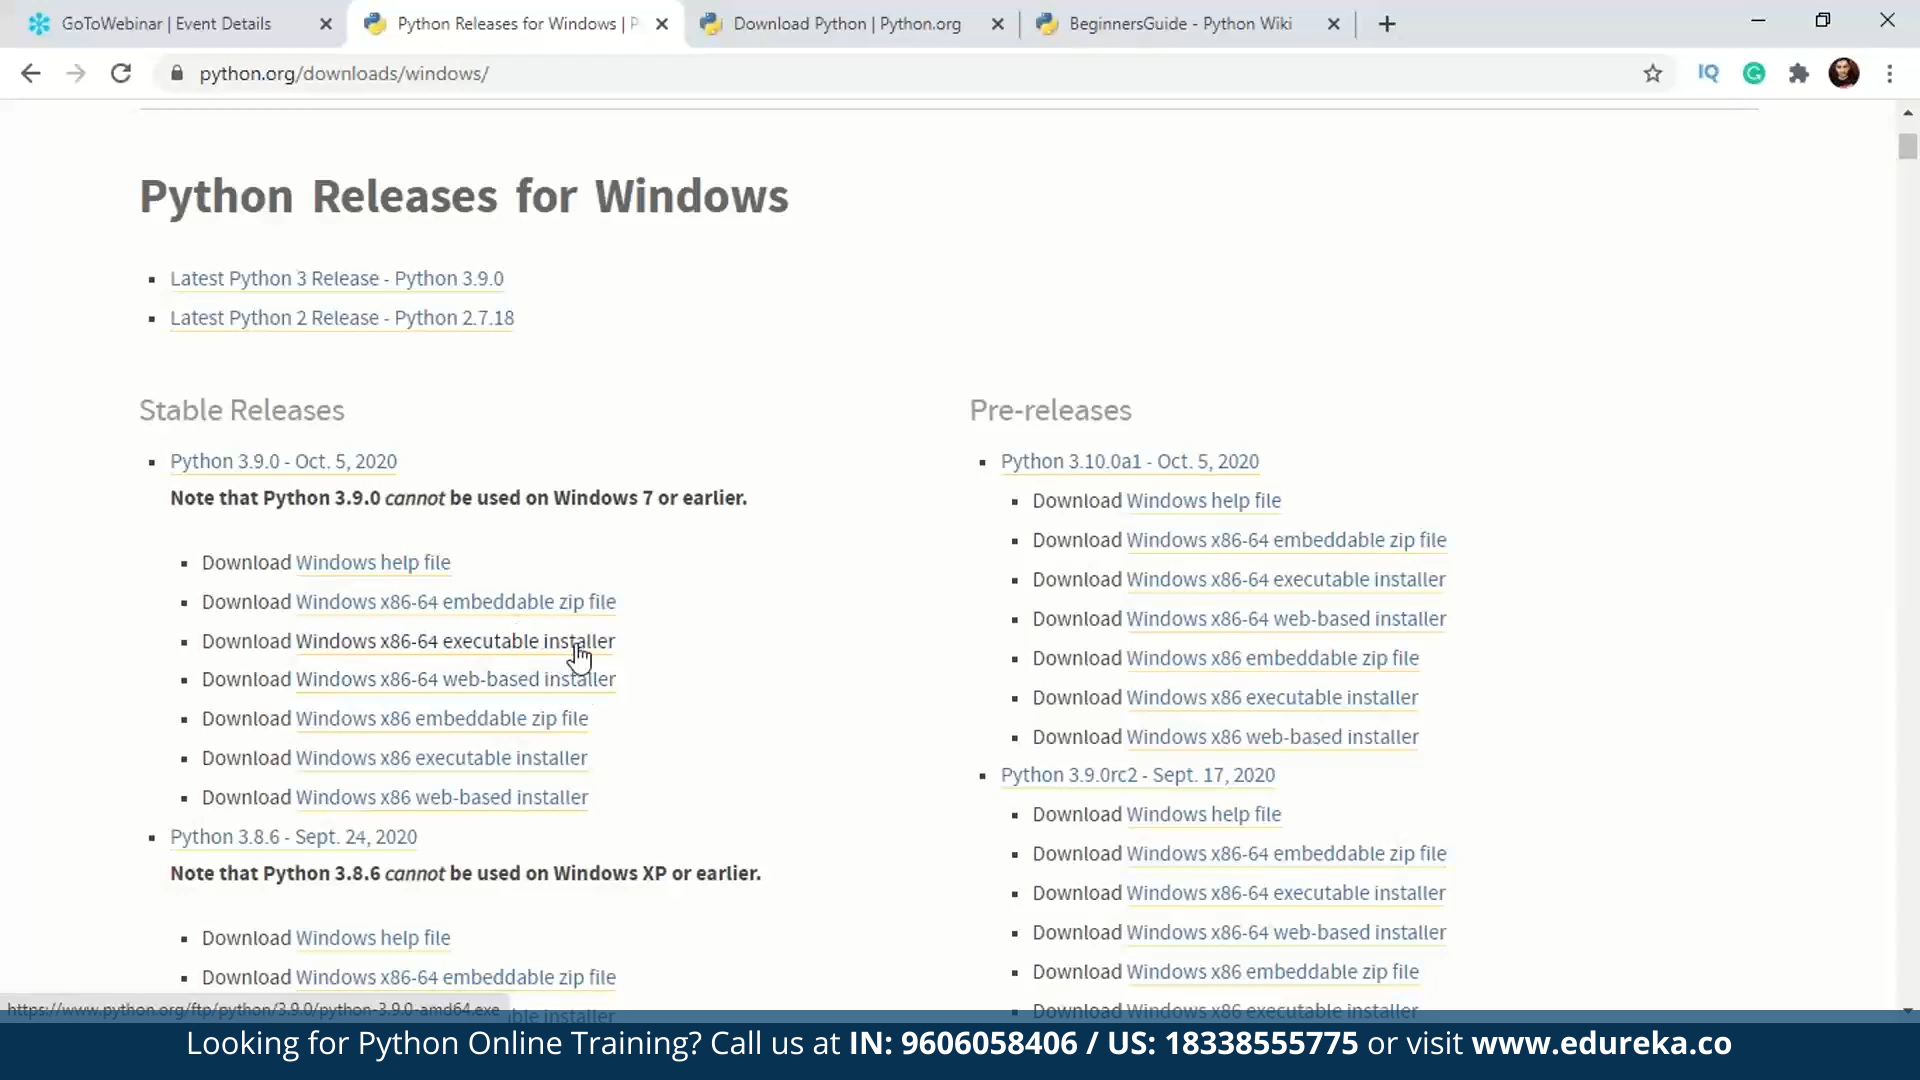 GoToWebinar | Event Details
Python Releases for Windows | P
Download Python | Python.org
BeginnersGuide - Python Wiki
python.org/downloads/windows/
IQ
Python Releases for Windows
Latest Python 3 Release - Python 3.9.0
Latest Python 2 Release - Python 2.7.18
Stable Releases
Python 3.9.0 - Oct. 5, 2020
Note that Python 3.9.0 cannot be used on Windows 7 or earlier.
Download Windows help file
Download Windows x86-64 embeddable zip file
Download Windows x86-64 executable installer
Download Windows x86-64 web-based installer
Download Windows x86 embeddable zip file
Download Windows x86 executable installer
Download Windows x86 web-based installer
Python 3.8.6 - Sept. 24, 2020
Note that Python 3.8.6 cannot be used on Windows XP or earlier.
Download Windows help file
Download Windows x86-64 embeddable zip file
Pre-releases
Python 3.10.0a1 - Oct. 5, 2020
Download Windows help file
Download Windows x86-64 embeddable zip file
Download Windows x86-64 executable installer
Download Windows x86-64 web-based installer
Download Windows x86 embeddable zip file
Download Windows x86 executable installer
Download Windows x86 web-based installer
Python 3.9.0rc2 - Sept. 17, 2020
Download Windows help file
Download Windows x86-64 embeddable zip file
Download Windows x86-64 executable installer
Download Windows x86-64 web-based installer
Download Windows x86 embeddable zip file
Download Windows x86 executable installer
https://www.python.org/ftp/python/3.9.0/python-3.9.0-amd64.exe
Looking for Python Online Training? Call us at IN: 9606058406 / US: 18338555775 or visit www.edureka.co